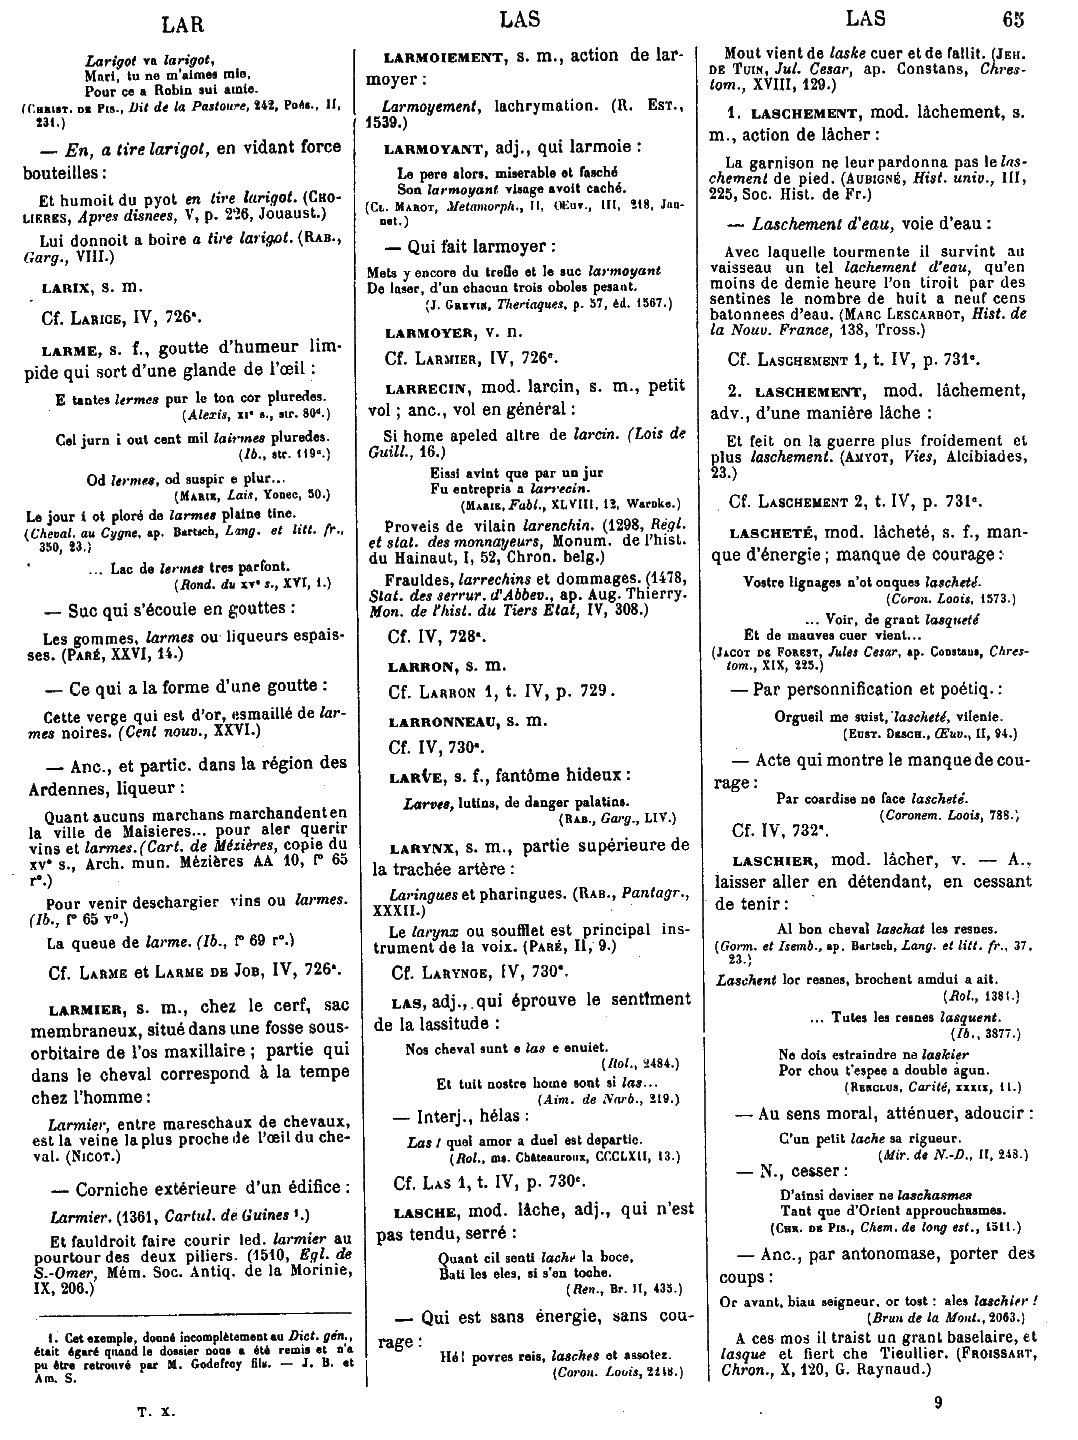 LAR
LAS
LAS 65
Larigot va larigot,
Mari, tu ne m'aimes mie,
Pour ce a Robin sui amie.
(CHRIST. DE PIS., Dit de la Pastoure, 242, Poés., II,
231.)
— En, a tire larigot, en vidant force
bouteilles :
Et humoit du pyot en tire larigot. (CHO-
LIERES, Apres disnees, V, p. 226, Jouaust.)
Lui donnoit a boire a tire larigot. (RAB.,
Garg., VIII.)
LARIX, s. m.
Cf. LARICE, IV, 726ᵃ.
LARME, s. f., goutte d'humeur lim-
pide qui sort d'une glande de l'œil :
E tantes lermes pur le ton cor pluredes.
(Alexis, XIᵉ s., str. 80ᵈ.)
Cel jurn i out cent mil lairmes pluredes.
(Ib., str. 119ᵉ.)
Od lermes, od suspir e plur...
(MARIE, Lais, Yonec, 50.)
Le jour i ot ploré de larmes plaine tine.
(Cheval. au Cygne, ap. Bartsch, Lang. et litt. fr.,
350, 23.)
... Lac de lermes tres parfont.
(Rond. du XVᵉ s., XVI, 1.)
— Suc qui s'écoule en gouttes :
Les gommes, larmes ou liqueurs espais-
ses. (PARÉ, XXVI, 14.)
— Ce qui a la forme d'une goutte :
Cette verge qui est d'or, esmaillé de lar-
mes noires. (Cent nouv., XXVI.)
— Anc., et partic. dans la région des
Ardennes, liqueur :
Quant aucuns marchans marchandent en
la ville de Maisieres... pour aler querir
vins et larmes. (Cart. de Mézières, copie du
XVᵉ s., Arch. mun. Mézières AA 10, f° 65
r°.)
Pour venir deschargier vins ou larmes.
(Ib., f° 65 v°.)
La queue de larme. (Ib., f° 69 r°.)
Cf. LARME et LARME DE JOB, IV, 726ᵃ.
LARMIER, s. m., chez le cerf, sac
membraneux, situé dans une fosse sous-
orbitaire de l'os maxillaire ; partie qui
dans le cheval correspond à la tempe
chez l'homme :
Larmier, entre mareschaux de chevaux,
est la veine la plus proche de l'œil du che-
val. (NICOT.)
— Corniche extérieure d'un édifice :
Larmier. (1361, Cartul. de Guines ¹.)
Et fauldroit faire courir led. larmier au
pourtour des deux piliers. (1510, Egl. de
S.-Omer, Mém. Soc. Antiq. de la Morinie,
IX, 206.)
1. Cet exemple, donné incomplètement au Dict. gén.,
était égaré quand le dossier nous a été remis et n'a
pu être retrouvé par M. Godefroy fils. — J. B. et
Am. S.
T. X.
LARMOIEMENT, s. m., action de lar-
moyer :
Larmoyement, lachrymation. (R. EST.,
1539.)
LARMOYANT, adj., qui larmoie :
Le pere alors, miserable et fasché
Son larmoyant visage avoit caché.
(CL. MAROT, Metamorph., II, Œuv., III, 218, Jan-
net.)
— Qui fait larmoyer :
Mets y encore du trefle et le suc larmoyant
De laser, d'un chacun trois oboles pesant.
(J. GREVIN, Theriaques, p. 57, éd. 1567.)
LARMOYER, v. n.
Cf. LARMIER, IV, 726ᶜ.
LARRECIN, mod. larcin, s. m., petit
vol ; anc., vol en général :
Si home apeled altre de larcin. (Lois de
Guill., 16.)
Eissi avint que par un jur
Fu entrepris a larrecin.
(MARIE, Fabl., XLVIII, 12, Warnke.)
Proveis de vilain larenchin. (1298, Régl.
et stat. des monnayeurs, Monum. de l'hist.
du Hainaut, I, 52, Chron. belg.)
Frauldes, larrechins et dommages. (1478,
Stat. des serrur. d'Abbev., ap. Aug. Thierry.
Mon. de l'hist. du Tiers Etat, IV, 308.)
Cf. IV, 728ᵃ.
LARRON, s. m.
Cf. LARRON 1, t. IV, p. 729.
LARRONNEAU, s. m.
Cf. IV, 730ᵃ.
LARVE, s. f., fantôme hideux :
Larves, lutins, de danger palatins.
(RAB., Garg., LIV.)
LARYNX, s. m., partie supérieure de
la trachée artère :
Laringues et pharingues. (RAB., Pantagr.,
XXXII.)
Le larynx ou soufflet est principal ins-
trument de la voix. (PARÉ, II, 9.)
Cf. LARYNGE, IV, 730ᵃ.
LAS, adj., qui éprouve le sentiment
de la lassitude :
Nos cheval sunt e las e enuiet.
(Rol., 2484.)
Et tuit nostre home sont si las...
(Aim. de Narb., 219.)
— Interj., hélas :
Las ! quel amor a duel est departie.
(Rol., ms. Châteauroux, CCCLXII, 13.)
Cf. LAS 1, t. IV, p. 730ᶜ.
LASCHE, mod. lâche, adj., qui n'est
pas tendu, serré :
Quant cil senti lache la boce,
Bati les eles, si s'en toche.
(Ren., Br. II, 435.)
— Qui est sans énergie, sans cou-
rage :
Hé ! povres reis, lasches et assotez.
(Coron. Loois, 2248.)
Mout vient de laske cuer et de fallit. (JEH.
DE TUIN, Jul. Cesar, ap. Constans, Chres-
tom., XVIII, 129.)
1. LASCHEMENT, mod. lâchement, s.
m., action de lâcher :
La garnison ne leur pardonna pas le las-
chement de pied. (AUBIGNÉ, Hist. univ., III,
225, Soc. Hist. de Fr.)
— Laschement d'eau, voie d'eau :
Avec laquelle tourmente il survint au
vaisseau un tel lachement d'eau, qu'en
moins de demie heure l'on tiroit par des
sentines le nombre de huit a neuf cens
batonnees d'eau. (MARC LESCARBOT, Hist. de
la Nouv. France, 138, Tross.)
Cf. LASCHEMENT 1, t. IV, p. 731ᵉ.
2. LASCHEMENT, mod. lâchement,
adv., d'une manière lâche :
Et feit on la guerre plus froidement et
plus laschement. (AMYOT, Vies, Alcibiades,
23.)
Cf. LASCHEMENT 2, t. IV, p. 731ᶜ.
LASCHETÉ, mod. lâcheté, s. f., man-
que d'énergie ; manque de courage :
Vostre lignages n'ot onques lascheté.
(Coron. Loois, 1573.)
... Voir, de grant lasqueté
Et de mauves cuer vient...
(JACOT DE FOREST, Jules Cesar, ap. Constans, Chres-
tom., XIX, 225.)
— Par personnification et poétiq. :
Orgueil me suist, lascheté, vilenie.
(EUST. DESCH., Œuv., II, 94.)
— Acte qui montre le manque de cou-
rage :
Par coardise ne face lascheté.
(Coronem. Loois, 788.)
Cf. IV, 732ᵃ.
LASCHIER, mod. lâcher, v. — A.,
laisser aller en détendant, en cessant
de tenir :
Al bon cheval laschat les resnes.
(Gorm. et Isemb., ap. Bartsch, Lang. et litt. fr., 37,
23.)
Laschent lor resnes, brochent amdui a ait.
(Rol., 1381.)
... Tutes les resnes lasquent.
(Ib., 3877.)
Ne dois estraindre ne laskier
Por chou t'espee a double agun.
(RENCLUS, Carité, XXXIX, 11.)
— Au sens moral, atténuer, adoucir :
C'un petit lache sa rigueur.
(Mir. de N.-D., II, 248.)
— N., cesser :
D'ainsi deviser ne laschasmes
Tant que d'Orient approuchasmes.
(CHR. DE PIS., Chem. de long est., 1511.)
— Anc., par antonomase, porter des
coups :
Or avant, biau seigneur, or tost : ales laschier !
(Brun de la Mont., 2063.)
A ces mos il traist un grant baselaire, et
lasque et fiert che Tieullier. (FROISSART,
Chron., X, 120, G. Raynaud.)
9